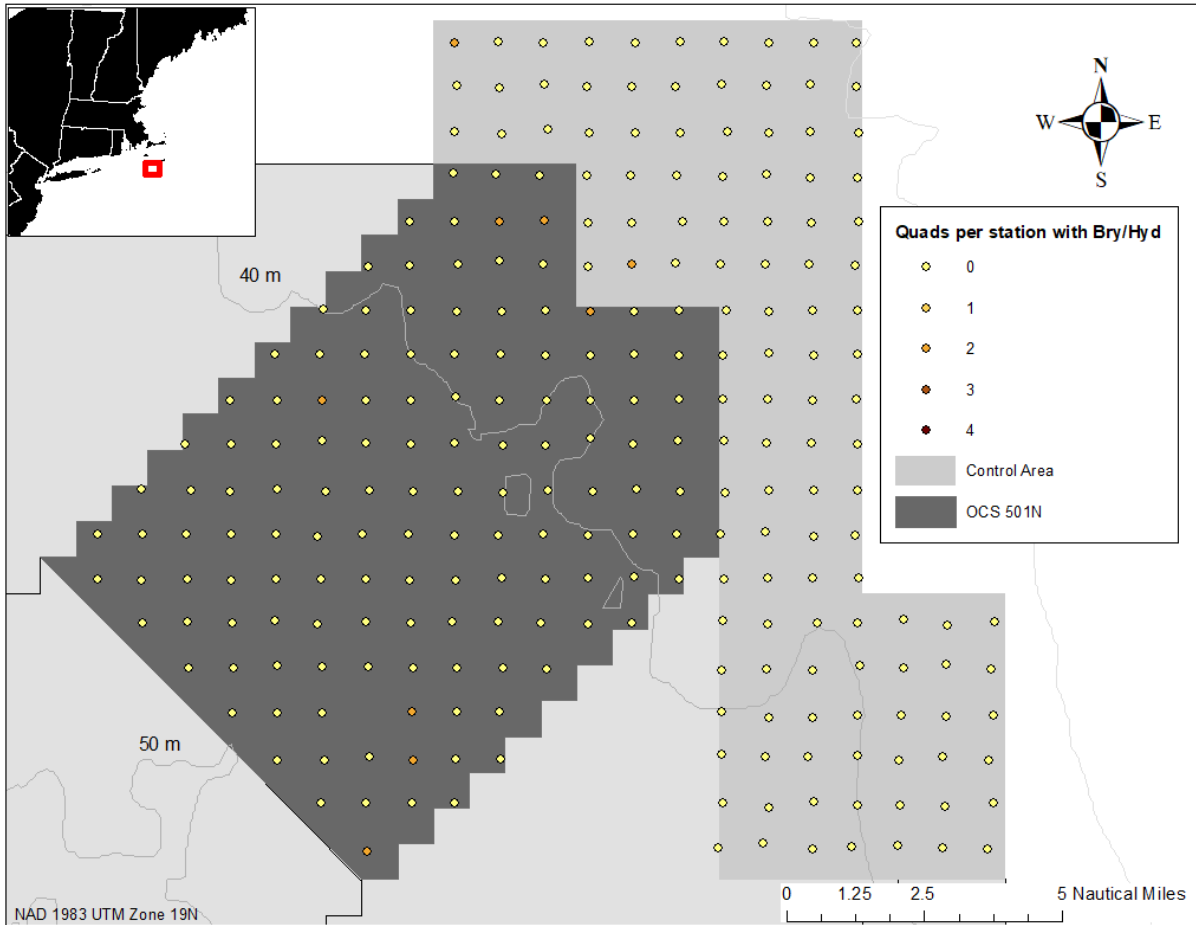 N
W E
S
Quads per station with Bry/Hyd
0
1
2
3
4
Control Area
OCS 501N
40 m
50 m
NAD 1983 UTM Zone 19N
0 1.25 2.5 5 Nautical Miles